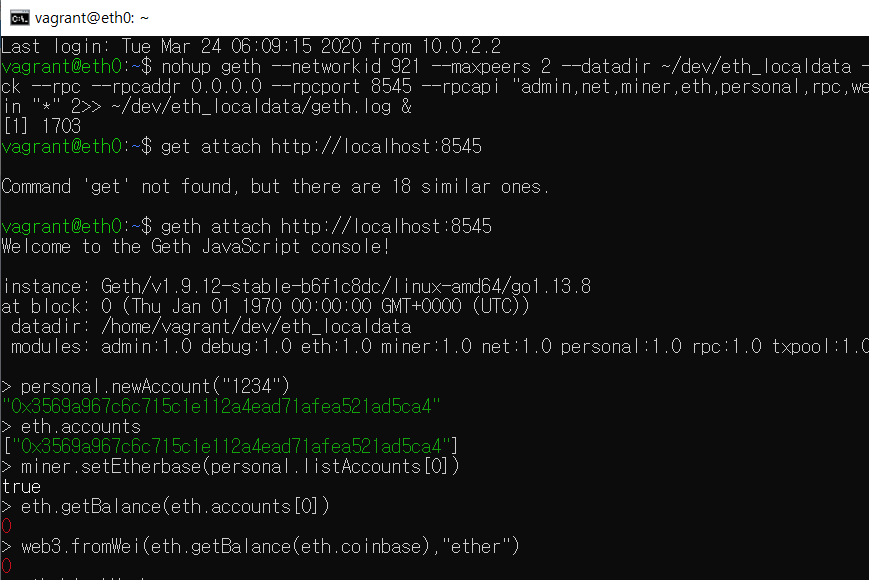 vagrant@eth0: ~
Last login: Tue Mar 24 06:09:15 2020 from 10.0.2.2
vagrant@eth0:~$ nohup geth --networkid 921 --maxpeers 2 --datadir ~/dev/eth_localdata -
ck --rpc --rpcaddr 0.0.0.0 --rpcport 8545 --rpcapi "admin,net,miner,eth,personal,rpc,we
in "*" 2>> ~/dev/eth_localdata/geth.log &
[1] 1703
vagrant@eth0:~$ get attach http://localhost:8545
Command 'get' not found, but there are 18 similar ones.
vagrant@eth0:~$ geth attach http://localhost:8545
Welcome to the Geth JavaScript console!
instance: Geth/v1.9.12-stable-b6f1c8dc/linux-amd64/go1.13.8
at block: 0 (Thu Jan 01 1970 00:00:00 GMT+0000 (UTC))
datadir: /home/vagrant/dev/eth_localdata
modules: admin:1.0 debug:1.0 eth:1.0 miner:1.0 net:1.0 personal:1.0 rpc:1.0 txpool:1.0
> personal.newAccount("1234")
"0x3569a967c6c715c1e112a4ead71afea521ad5ca4"
> eth.accounts
["0x3569a967c6c715c1e112a4ead71afea521ad5ca4"]
> miner.setEtherbase(personal.listAccounts[0])
true
> eth.getBalance(eth.accounts[0])
0
> web3.fromWei(eth.getBalance(eth.coinbase),"ether")
0